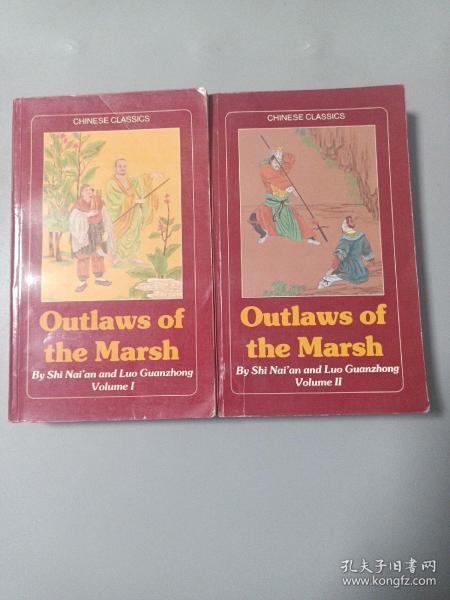 CHINESE CLASSICS
Outlaws of
the Marsh
By Shi Nai'an and Luo Guanzhong
Volume I
CHINESE CLASSICS
Outlaws of
the Marsh
By Shi Nai'an and Luo Guanzhong
Volume II
孔夫子旧书网
www.kongfz.com